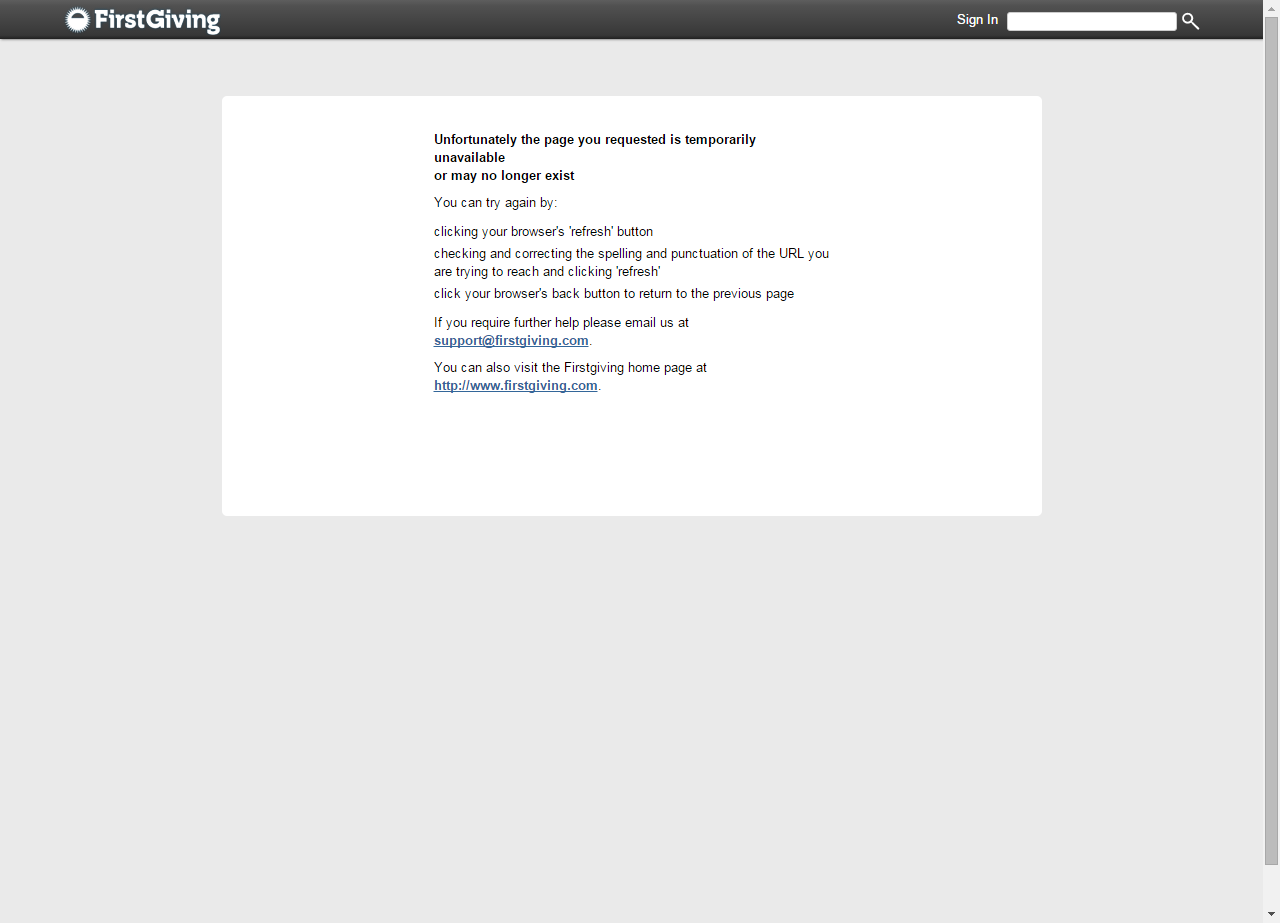 FirstGiving
Sign In
Unfortunately the page you requested is temporarily
unavailable
or may no longer exist
You can try again by:
clicking your browser's 'refresh' button
checking and correcting the spelling and punctuation of the URL you
are trying to reach and clicking 'refresh'
click your browser's back button to return to the previous page
If you require further help please email us at
support@firstgiving.com.
You can also visit the Firstgiving home page at
http://www.firstgiving.com.